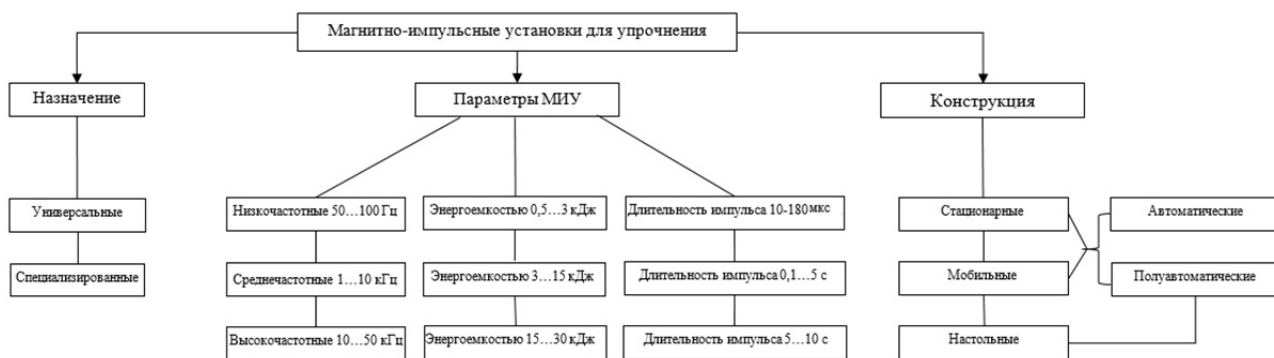 Магнитно-импульсные установки для упрочнения
Назначение
Параметры МИУ
Конструкция
Универсальные
Низкочастотные 50…100 Гц
Энергоемкостью 0,5…3 кДж
Длительность импульса 10-180 мкс
Стационарные
Автоматические
Специализированные
Среднечастотные 1…10 кГц
Энергоемкостью 3…15 кДж
Длительность импульса 0,1…5 с
Мобильные
Полуавтоматические
Высокочастотные 10…50 кГц
Энергоемкостью 15…30 кДж
Длительность импульса 5…10 с
Настольные